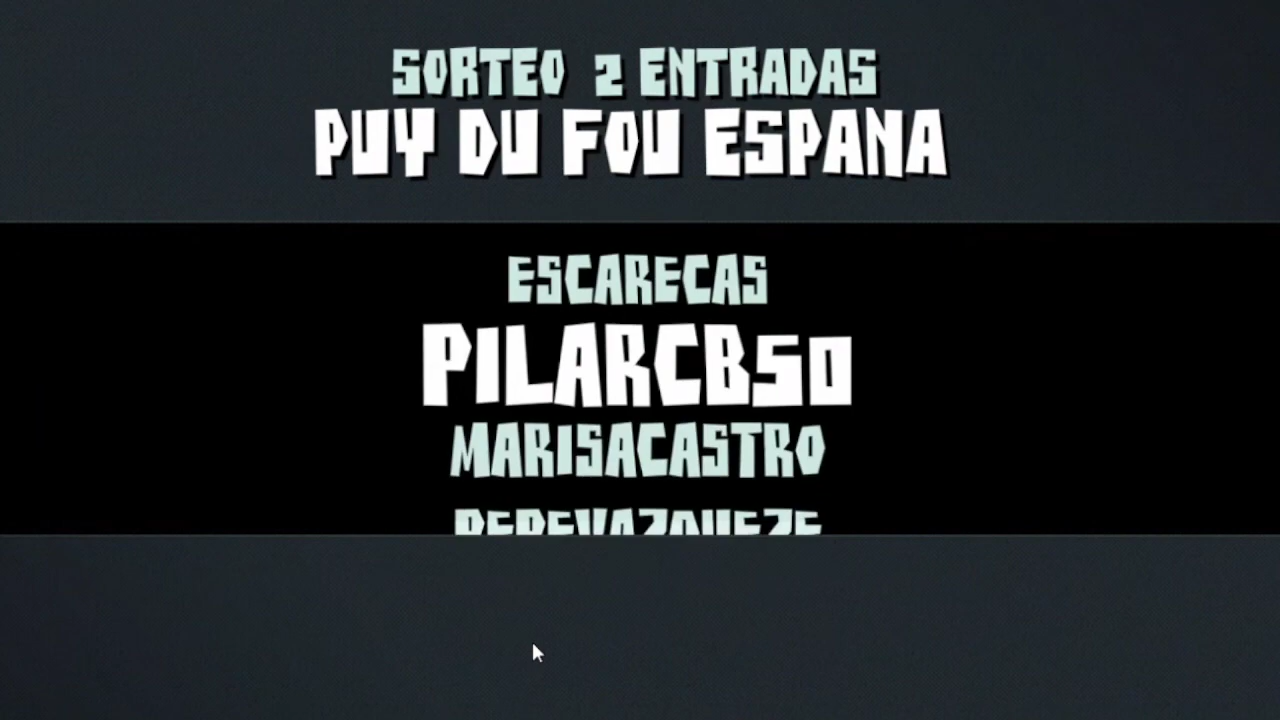 SORTEO 2 ENTRADAS
PUY DU FOU ESPANA
ESCARECAS
PILARCBSO
MARISACASTRO